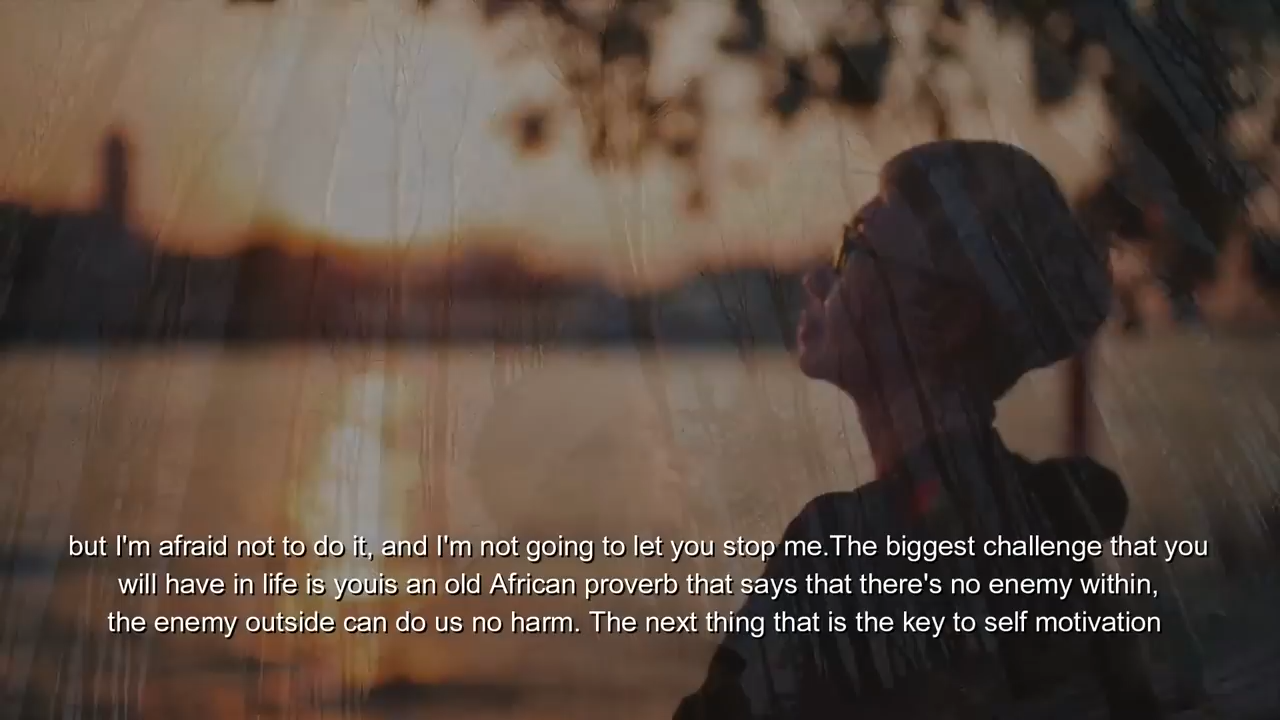 but I'm afraid not to do it, and I'm not going to let you stop me.The biggest challenge that you
will have in life is youis an old African proverb that says that there's no enemy within,
the enemy outside can do us no harm. The next thing that is the key to self motivation